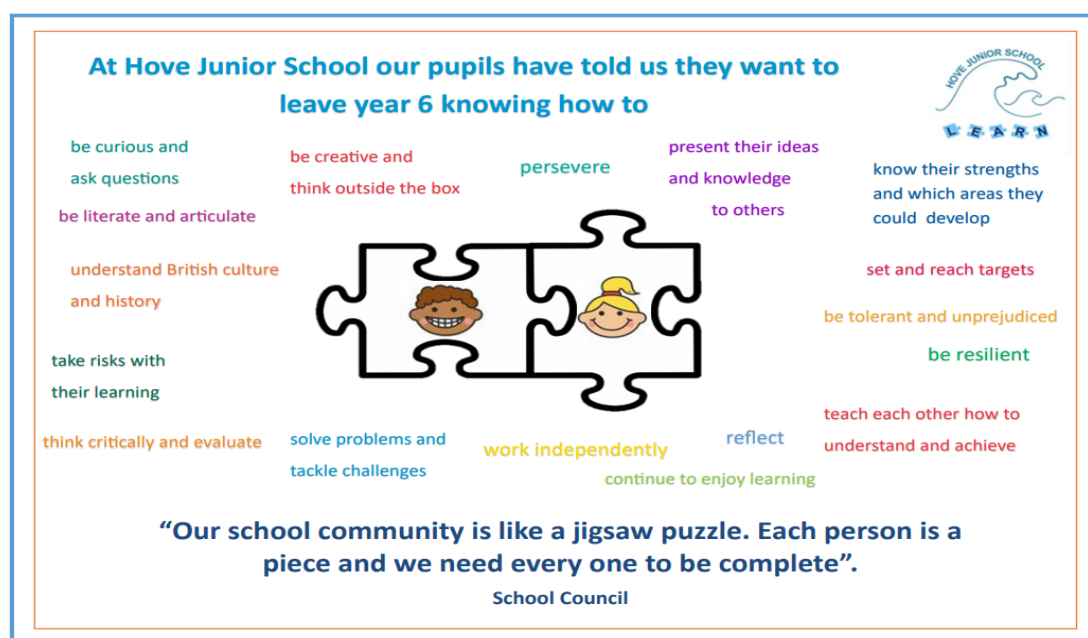 At Hove Junior School our pupils have told us they want to
leave year 6 knowing how to
HOVE JUNIOR SCHOOL
LEARN
be curious and
ask questions
be creative and
think outside the box
persevere
present their ideas
and knowledge
to others
know their strengths
and which areas they
could develop
be literate and articulate
understand British culture
and history
set and reach targets
be tolerant and unprejudiced
be resilient
take risks with
their learning
think critically and evaluate
solve problems and
tackle challenges
work independently
reflect
continue to enjoy learning
teach each other how to
understand and achieve
“Our school community is like a jigsaw puzzle. Each person is a
piece and we need every one to be complete”.
School Council